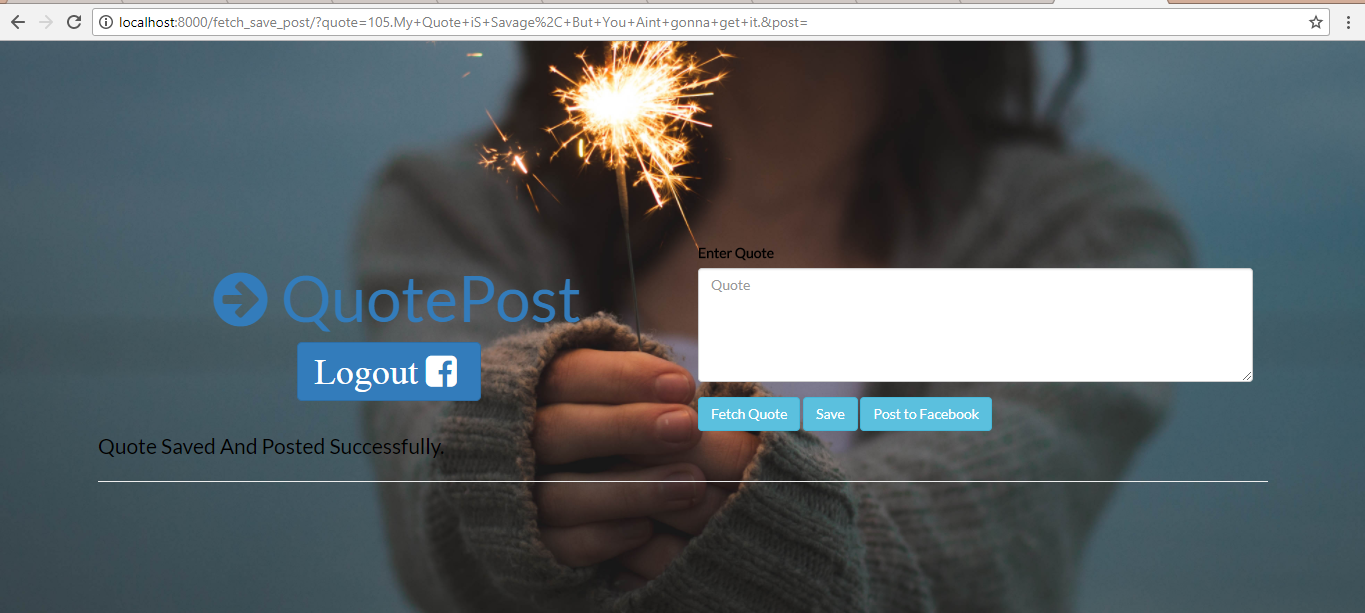 localhost:8000/fetch_save_post/?quote=105.My+Quote+iS+Savage%2C+But+You+Aint+gonna+get+it.&post=
Enter Quote
Quote
QuotePost
Logout
Fetch Quote Save Post to Facebook
Quote Saved And Posted Successfully.